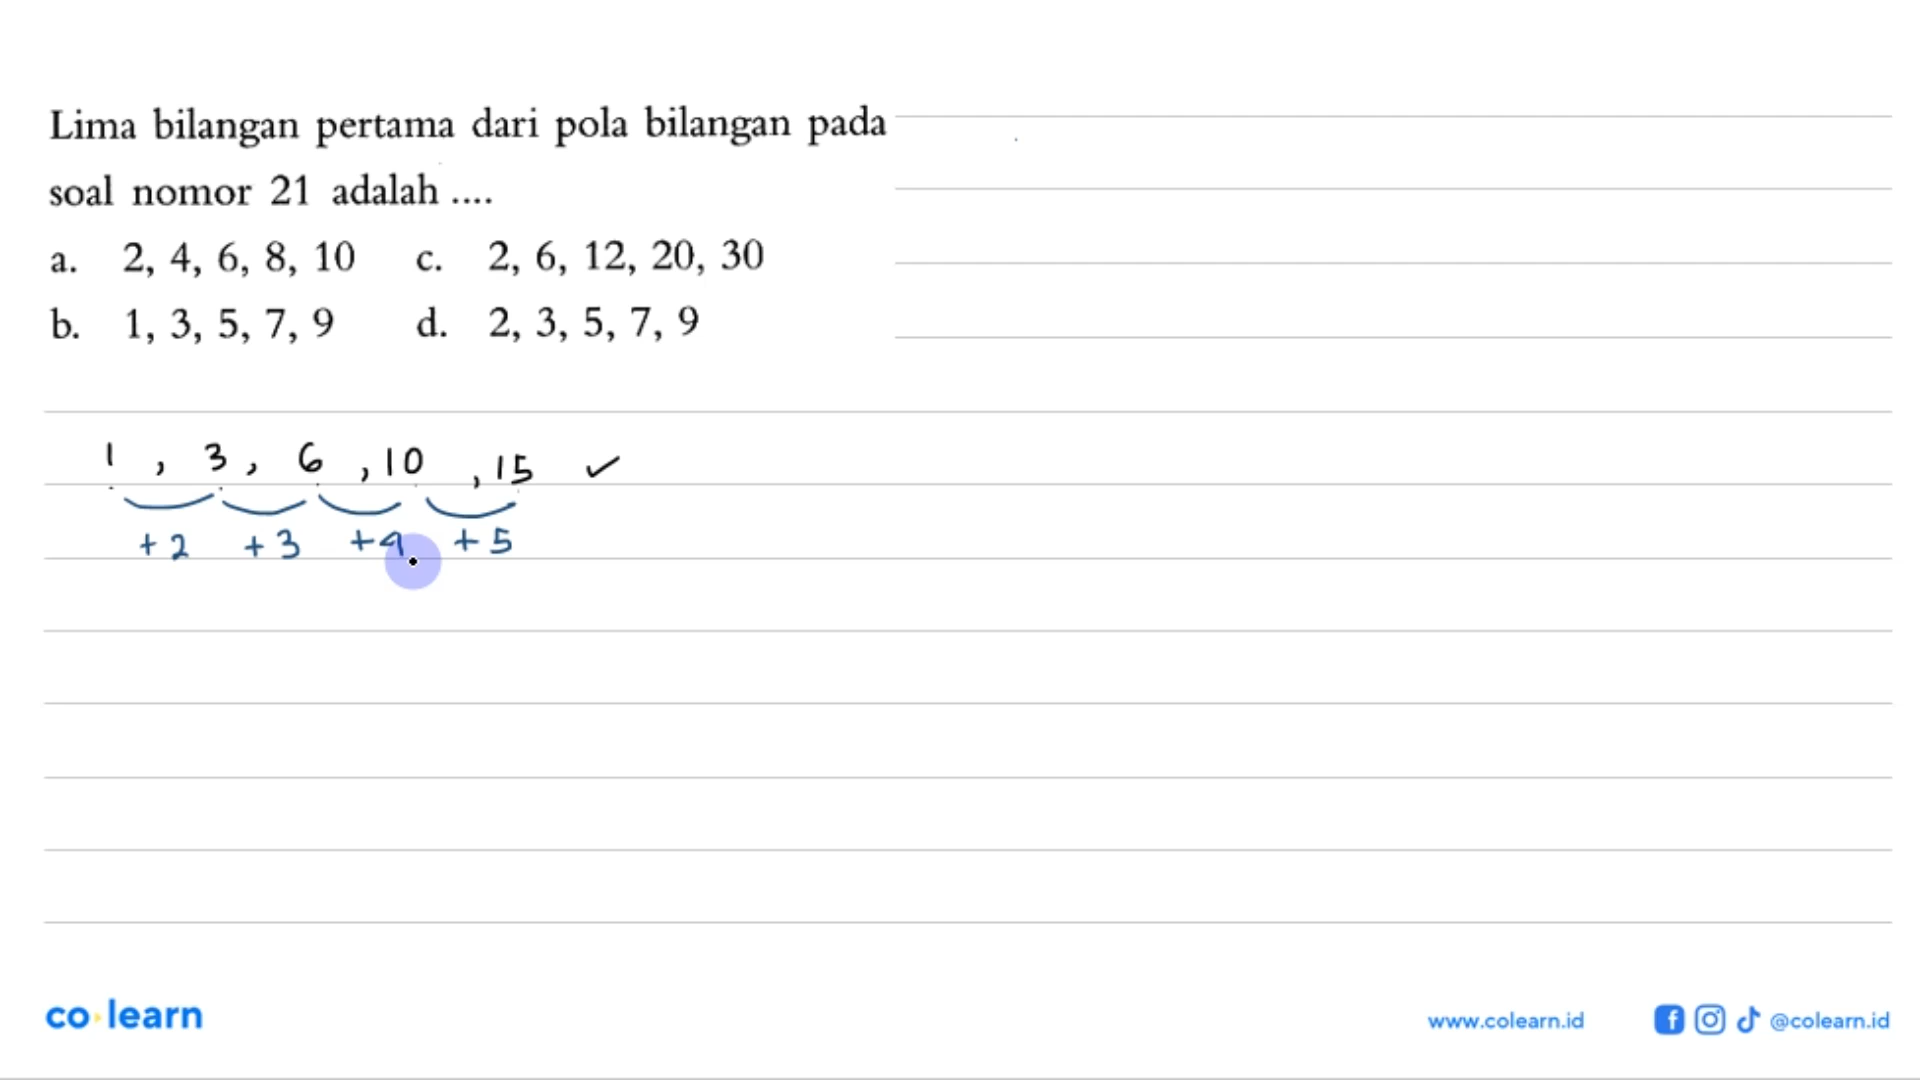 Lima bilangan pertama dari pola bilangan pada
soal nomor 21 adalah ....
a. 2, 4, 6, 8, 10 c. 2, 6, 12, 20, 30
b. 1, 3, 5, 7, 9 d. 2, 3, 5, 7, 9
1 , 3 , 6 , 10 , 15 ✓
+2 +3 +4 +5
co learn
www.colearn.id @colearn.id